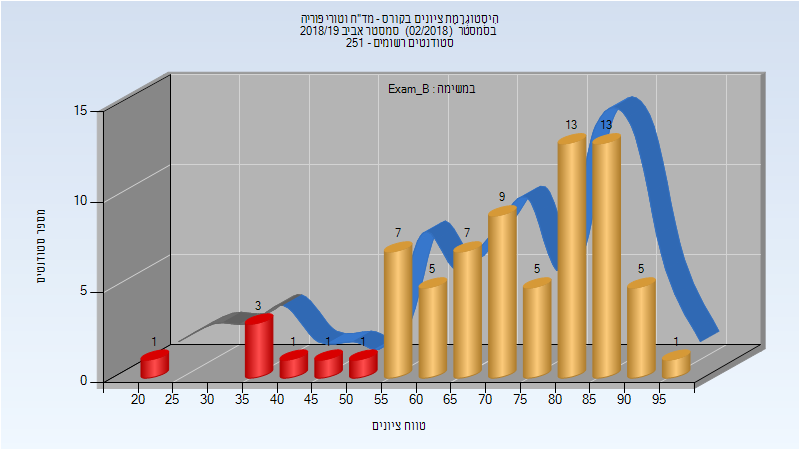 היסטוגרמת ציונים בקורס - מד"ח וטורי פוריה
בסמסטר (02/2018) סמסטר אביב 2018/19
סטודנטים רשומים - 251
במשימה : Exam_B
מספר סטודנטים
15
10
5
0
1
3
1
1
1
7
5
7
9
5
13
13
5
1
20 25 30 35 40 45 50 55 60 65 70 75 80 85 90 95
טווח ציונים